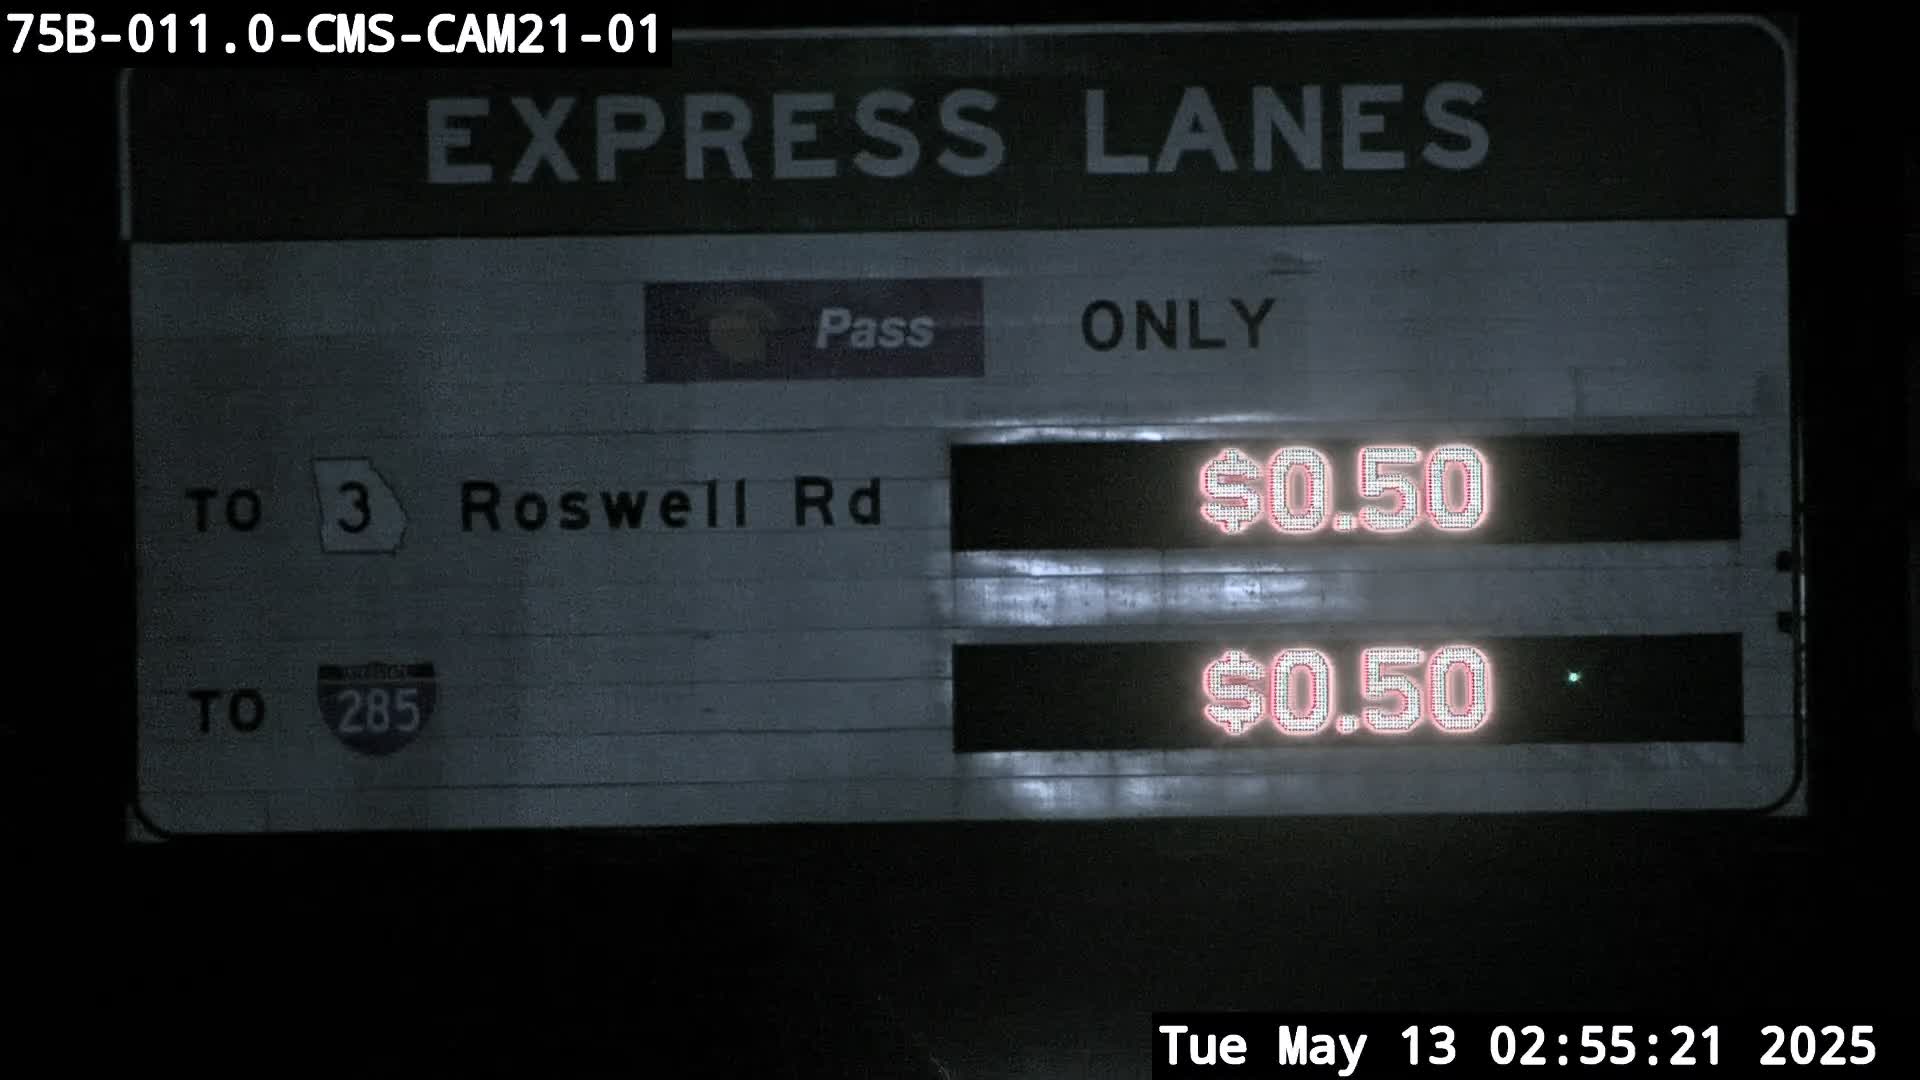 75B-011.0-CMS-CAM21-01
EXPRESS LANES
Pass ONLY
TO 3 Roswell Rd $0.50
TO 285 $0.50
Tue May 13 02:55:21 2025